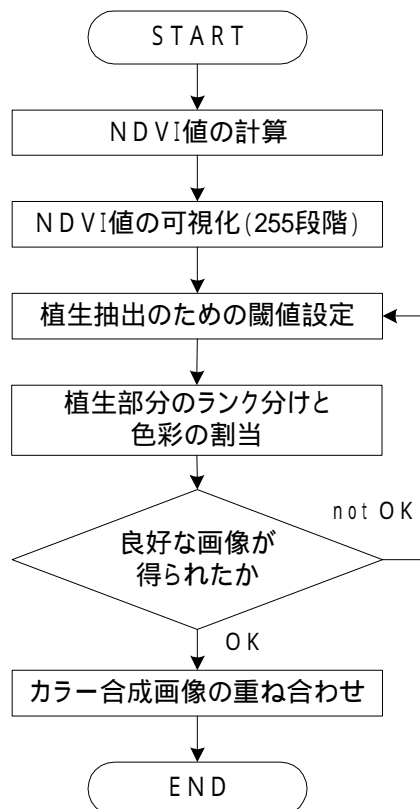 START
NDVI値の計算
NDVI値の可視化(255段階)
植生抽出のための閾値設定
植生部分のランク分けと
色彩の割当
not OK
良好な画像が
得られたか
OK
カラー合成画像の重ね合わせ
END